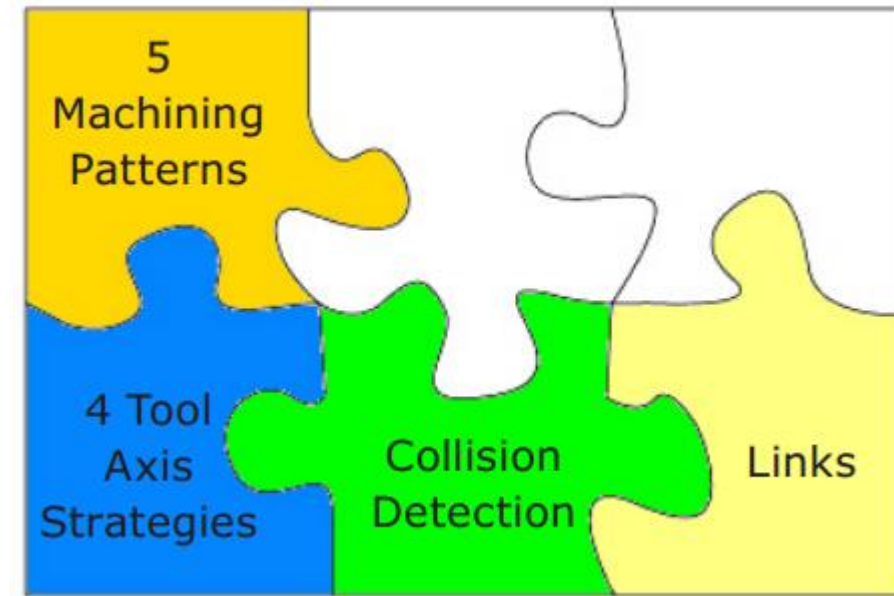 5
Machining
Patterns
4 Tool
Axis
Strategies
Collision
Detection
Links